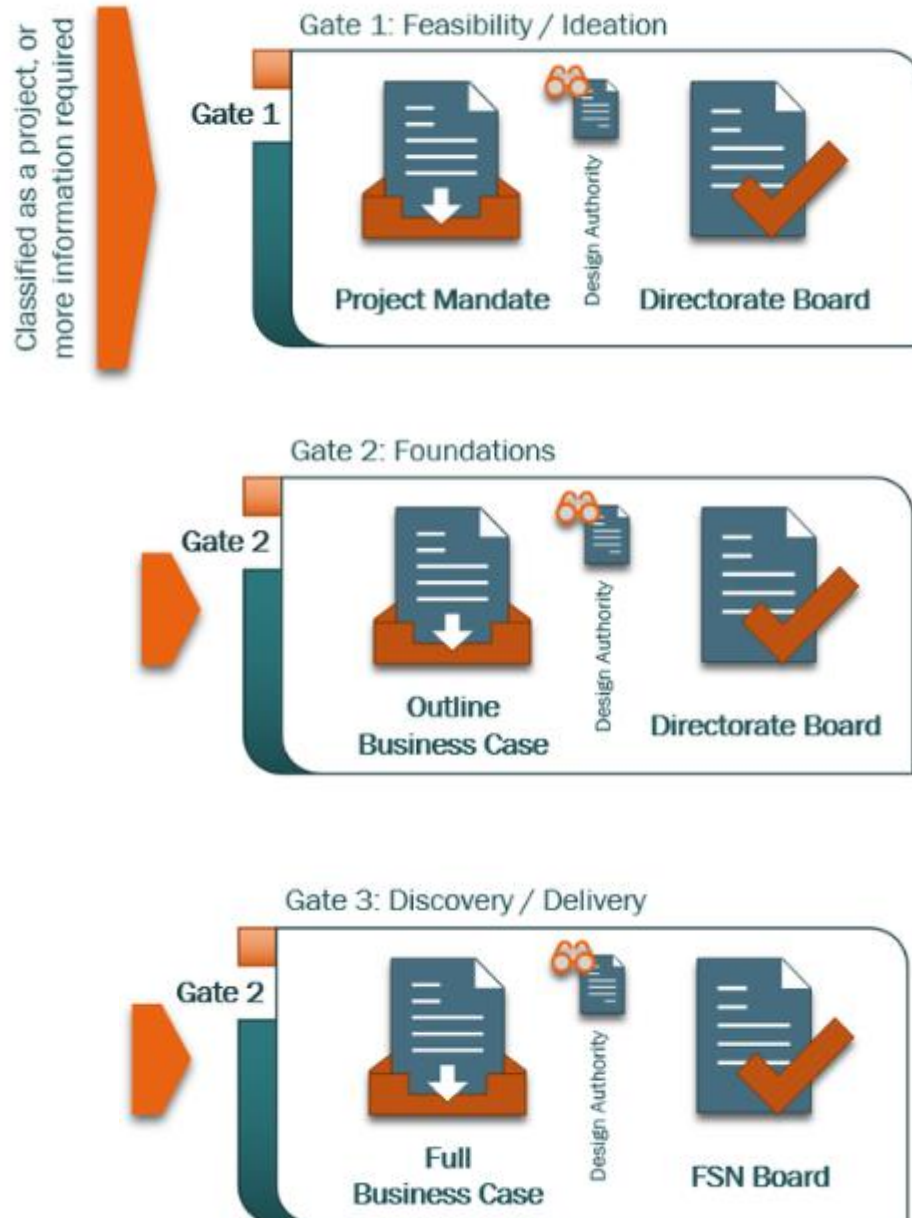 Classified as a project, or
more information required
Gate 1: Feasibility / Ideation
Gate 1
Project Mandate
Design Authority
Directorate Board
Gate 2: Foundations
Gate 2
Outline
Business Case
Design Authority
Directorate Board
Gate 3: Discovery / Delivery
Gate 2
Full
Business Case
Design Authority
FSN Board